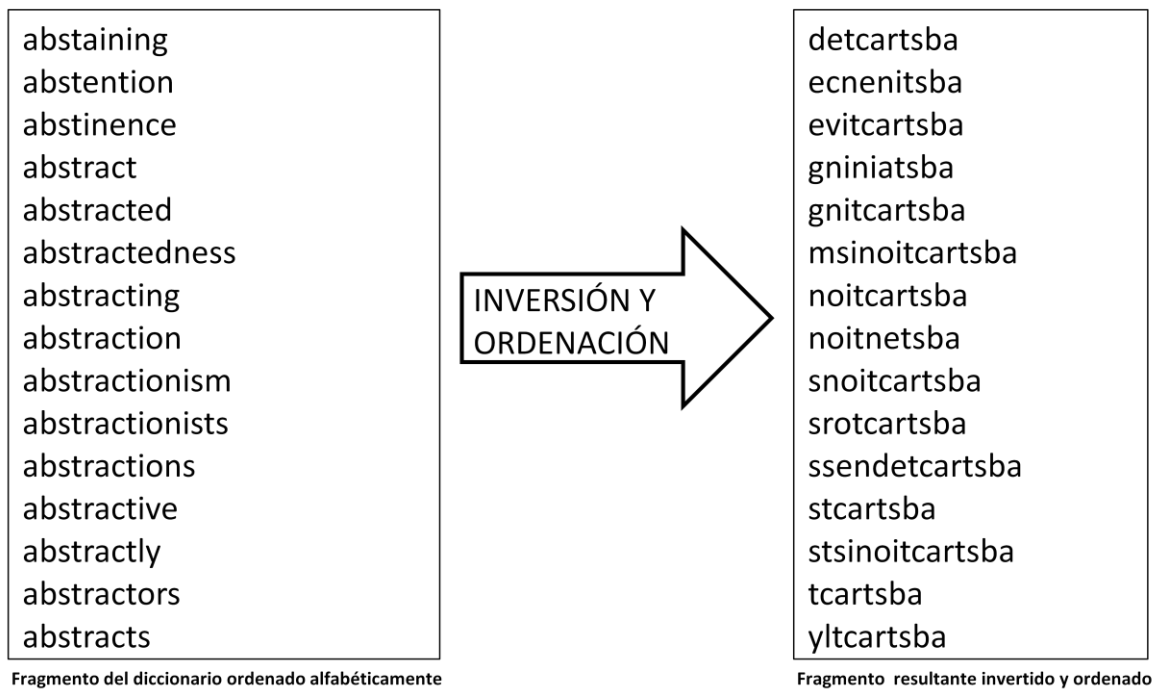 abstaining
abstention
abstinence
abstract
abstracted
abstractedness
abstracting
abstraction
abstractionism
abstractionists
abstractions
abstractive
abstractly
abstractors
abstracts
Fragmento del diccionario ordenado alfabéticamente
INVERSIÓN Y
ORDENACIÓN
detcartsba
ecnenitsba
evitcartsba
gniniatsba
gnitcartsba
msinoitcartsba
noitcartsba
noitnetsba
snoitcartsba
srotcartsba
ssendetcartsba
stcartsba
stsinoitcartsba
tcartsba
yltcartsba
Fragmento resultante invertido y ordenado